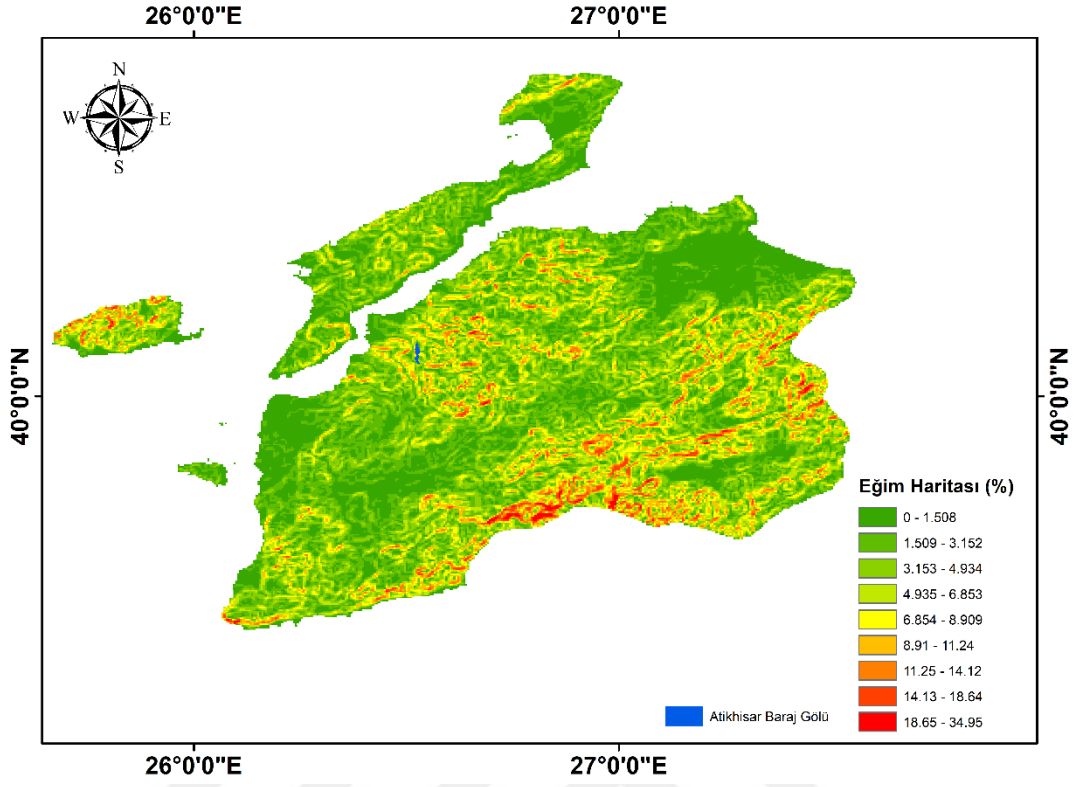 26°0'0"E 27°0'0"E
N
W E
S
40°0'0"N 40°0'0"N
Eğim Haritası (%)
0 - 1.508
1.509 - 3.152
3.153 - 4.934
4.935 - 6.853
6.854 - 8.909
8.91 - 11.24
11.25 - 14.12
14.13 - 18.64
Atikhisar Baraj Gölü
18.65 - 34.95
26°0'0"E 27°0'0"E